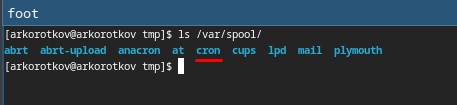 foot
[arkorotkov@arkorotkov tmp]$ ls /var/spool/
abrt abrt-upload anacron at cron cups lpd mail plymouth
[arkorotkov@arkorotkov tmp]$